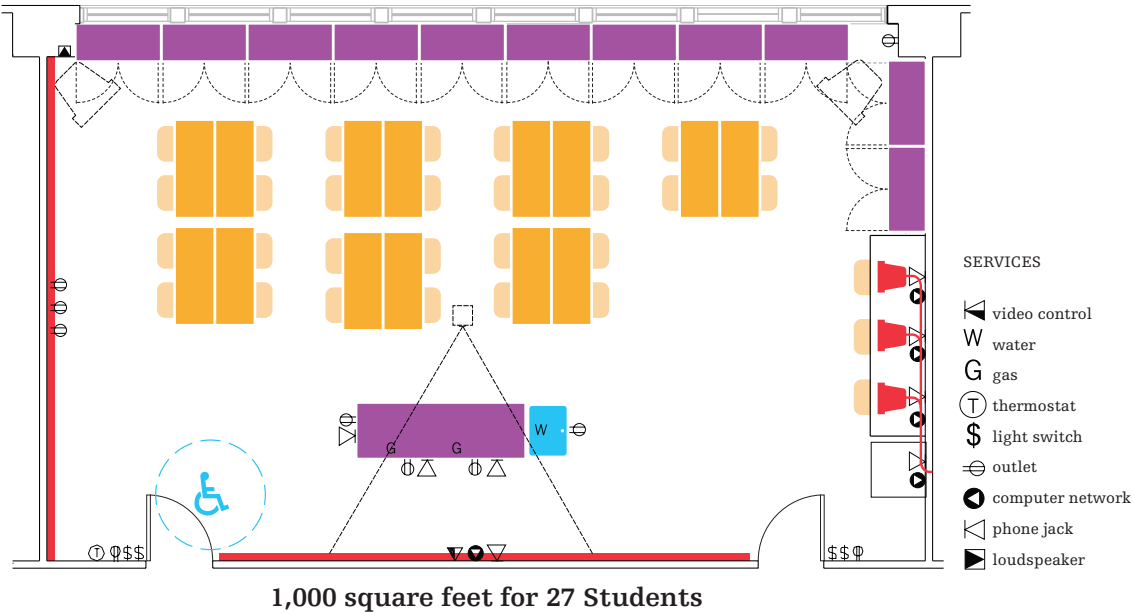 SERVICES
video control
W water
G gas
T thermostat
$ light switch
outlet
computer network
phone jack
loudspeaker
W
G G
T $$
$$
1,000 square feet for 27 Students